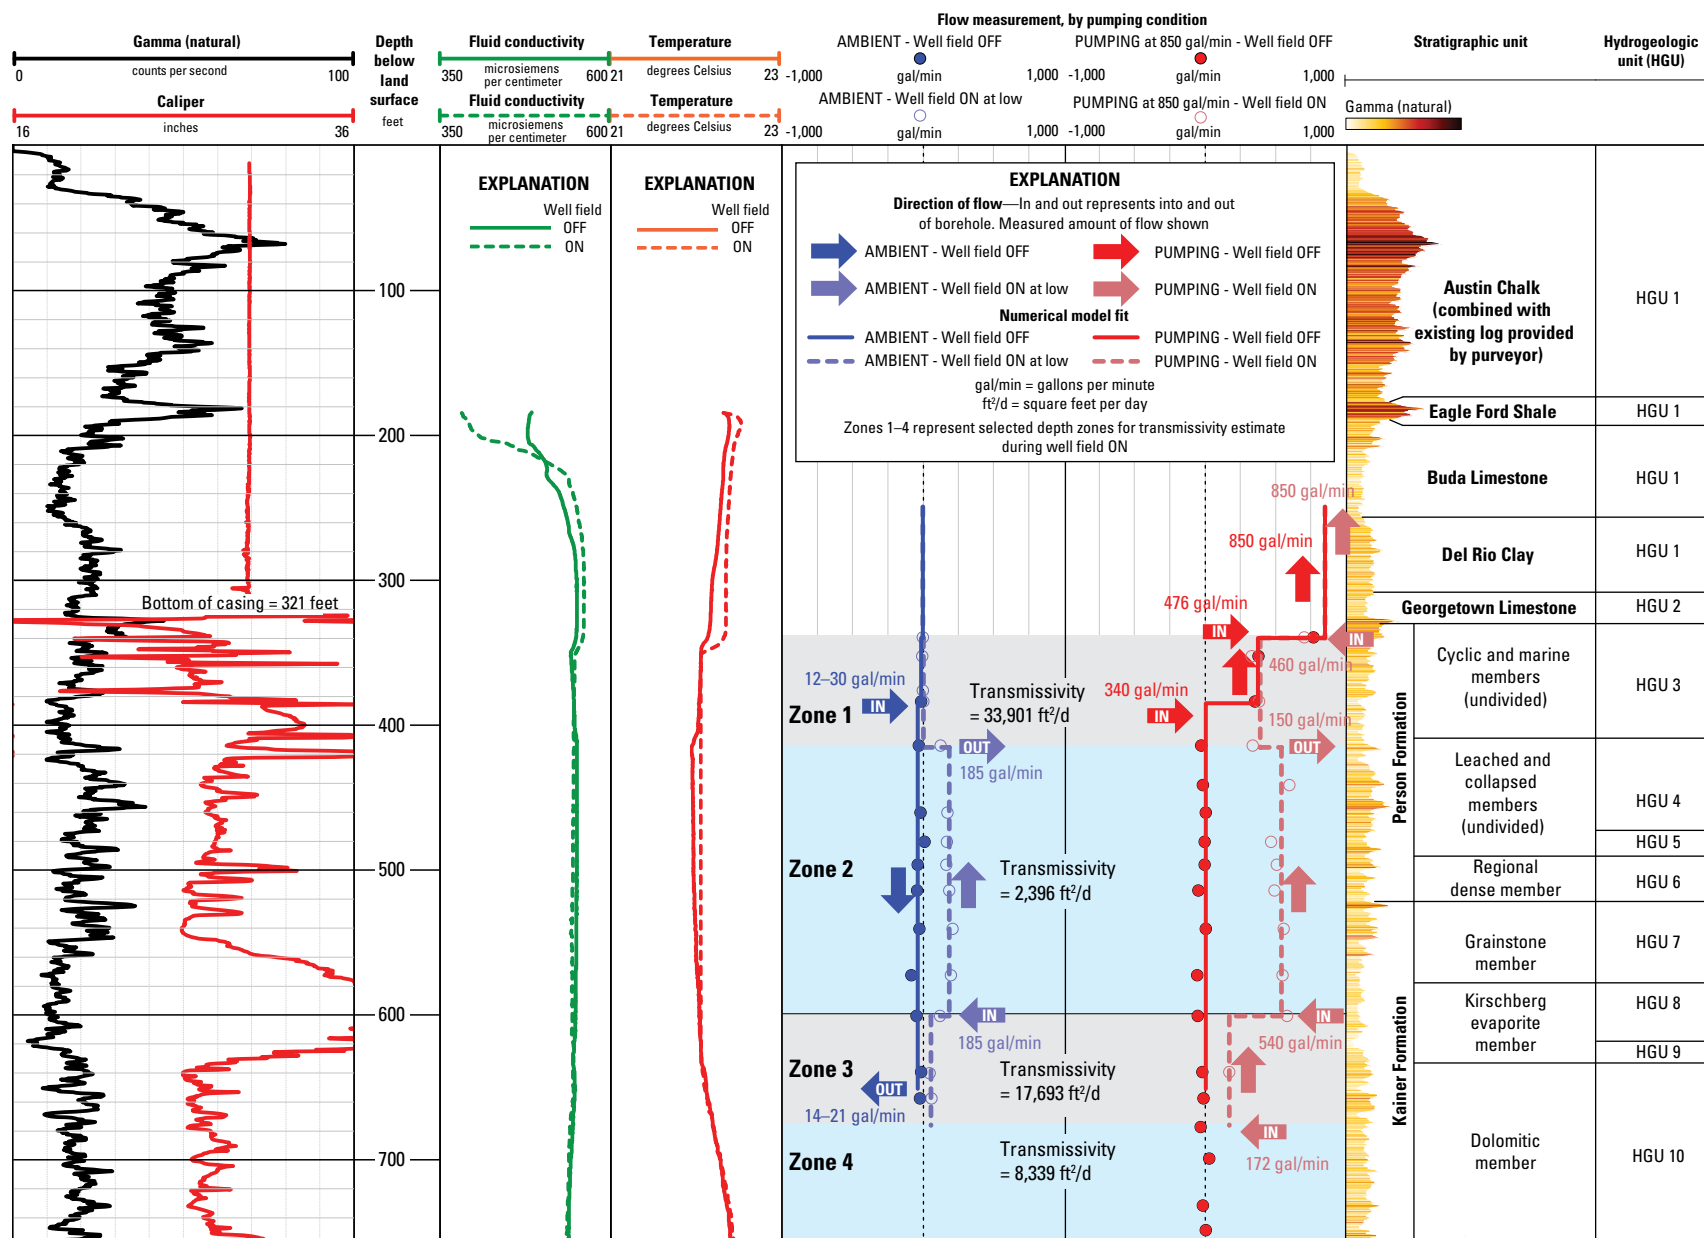 Flow measurement, by pumping condition
Gamma (natural)
0 counts per second 100
Caliper
16 inches 36
Depth
below
land
surface
feet
Fluid conductivity
350 microsiemens 600
per centimeter
Fluid conductivity
350 microsiemens 600
per centimeter
Temperature
21 degrees Celsius 23
Temperature
21 degrees Celsius 23
AMBIENT - Well field OFF
-1,000 gal/min 1,000
AMBIENT - Well field ON at low
-1,000 gal/min 1,000
PUMPING at 850 gal/min - Well field OFF
-1,000 gal/min 1,000
PUMPING at 850 gal/min - Well field ON
-1,000 gal/min 1,000
Stratigraphic unit
Gamma (natural)
Hydrogeologic
unit (HGU)
EXPLANATION
Well field
OFF
ON
EXPLANATION
Well field
OFF
ON
EXPLANATION
Direction of flow—In and out represents into and out
of borehole. Measured amount of flow shown
AMBIENT - Well field OFF
PUMPING - Well field OFF
AMBIENT - Well field ON at low
PUMPING - Well field ON
Numerical model fit
AMBIENT - Well field OFF
PUMPING - Well field OFF
AMBIENT - Well field ON at low
PUMPING - Well field ON
gal/min = gallons per minute
ft²/d = square feet per day
Zones 1–4 represent selected depth zones for transmissivity estimate
during well field ON
100
200
300
400
500
600
700
Bottom of casing = 321 feet
850 gal/min
850 gal/min
476 gal/min
IN
IN
460 gal/min
12–30 gal/min
IN
Zone 1
Transmissivity
= 33,901 ft²/d
340 gal/min
IN
150 gal/min
OUT
OUT
185 gal/min
Zone 2
Transmissivity
= 2,396 ft²/d
IN
185 gal/min
IN
540 gal/min
Zone 3
Transmissivity
= 17,693 ft²/d
OUT
14–21 gal/min
IN
172 gal/min
Zone 4
Transmissivity
= 8,339 ft²/d
Austin Chalk
(combined with
existing log provided
by purveyor)
HGU 1
Eagle Ford Shale
HGU 1
Buda Limestone
HGU 1
Del Rio Clay
HGU 1
Georgetown Limestone
HGU 2
Person Formation
Cyclic and marine
members
(undivided)
HGU 3
Leached and
collapsed
members
(undivided)
HGU 4
HGU 5
Regional
dense member
HGU 6
Kainer Formation
Grainstone
member
HGU 7
Kirschberg
evaporite
member
HGU 8
HGU 9
Dolomitic
member
HGU 10